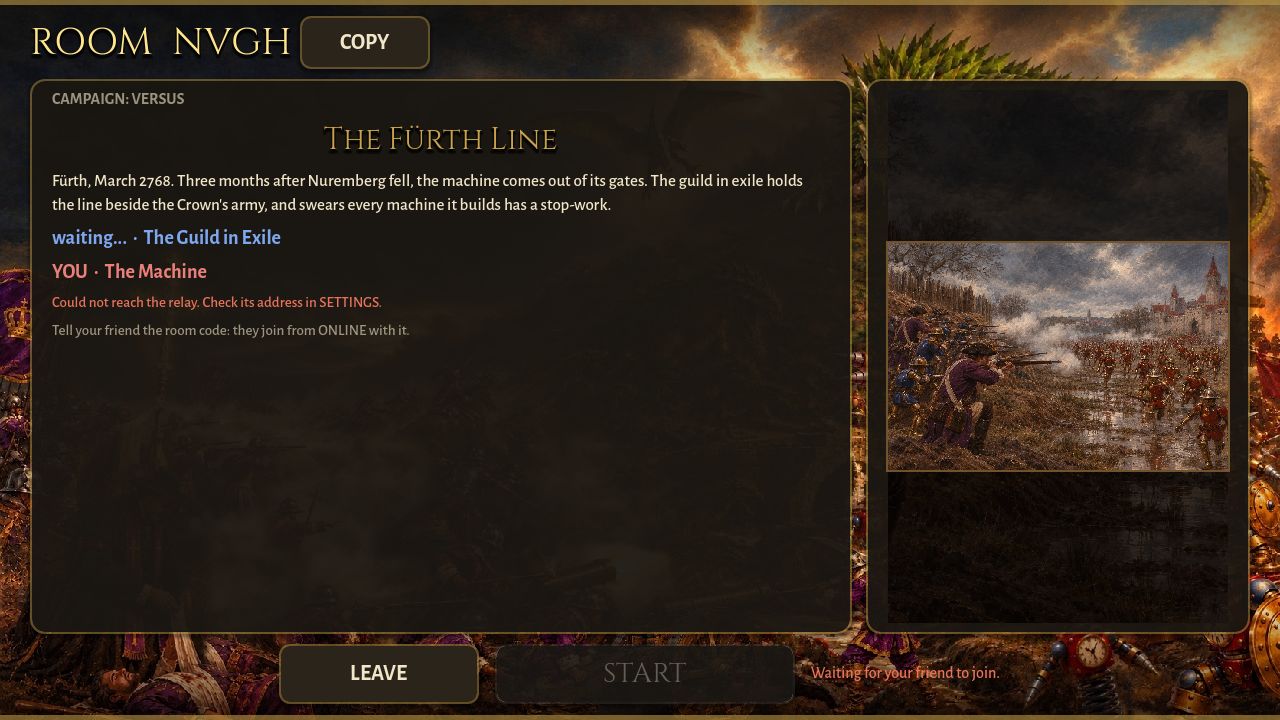 ROOM NVGH
COPY
CAMPAIGN: VERSUS
The Fürth Line
Fürth, March 2768. Three months after Nuremberg fell, the machine comes out of its gates. The guild in exile holds
the line beside the Crown's army, and swears every machine it builds has a stop-work.
waiting... · The Guild in Exile
YOU · The Machine
Could not reach the relay. Check its address in SETTINGS.
Tell your friend the room code: they join from ONLINE with it.
LEAVE
START
Waiting for your friend to join.